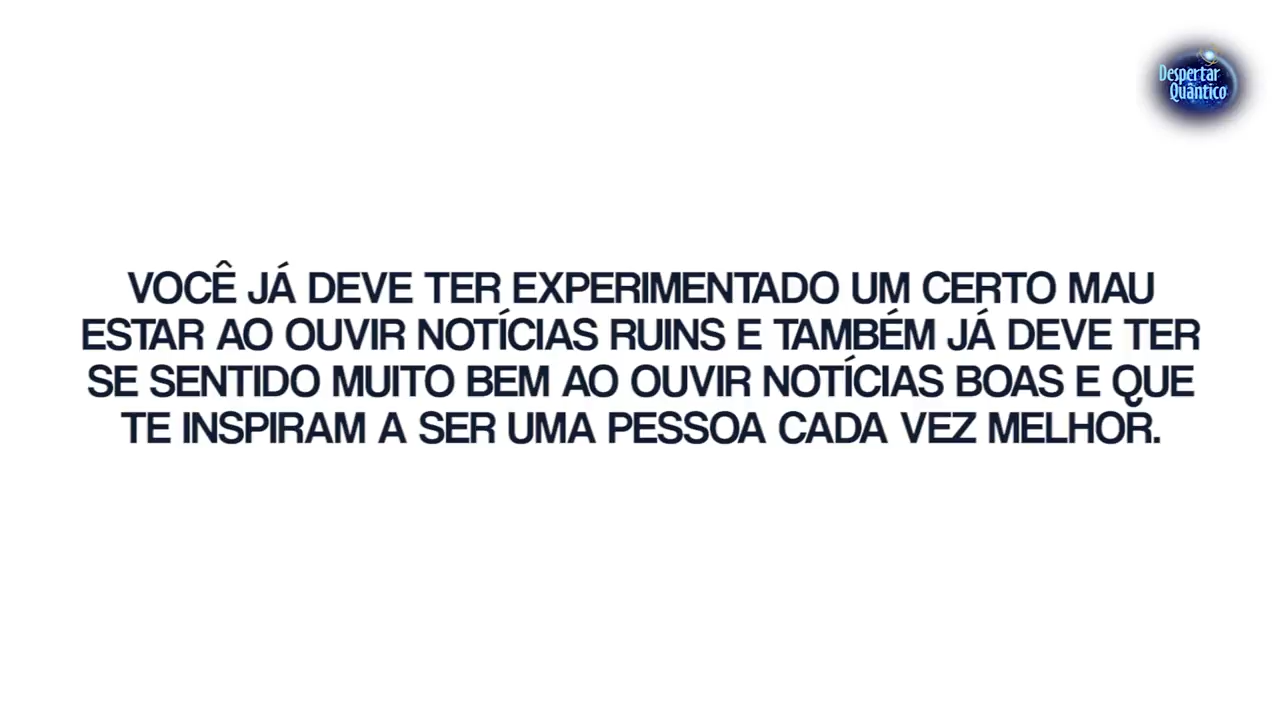 Despertar
Quântico
VOCÊ JÁ DEVE TER EXPERIMENTADO UM CERTO MAU
ESTAR AO OUVIR NOTÍCIAS RUINS E TAMBÉM JÁ DEVE TER
SE SENTIDO MUITO BEM AO OUVIR NOTÍCIAS BOAS E QUE
TE INSPIRAM A SER UMA PESSOA CADA VEZ MELHOR.